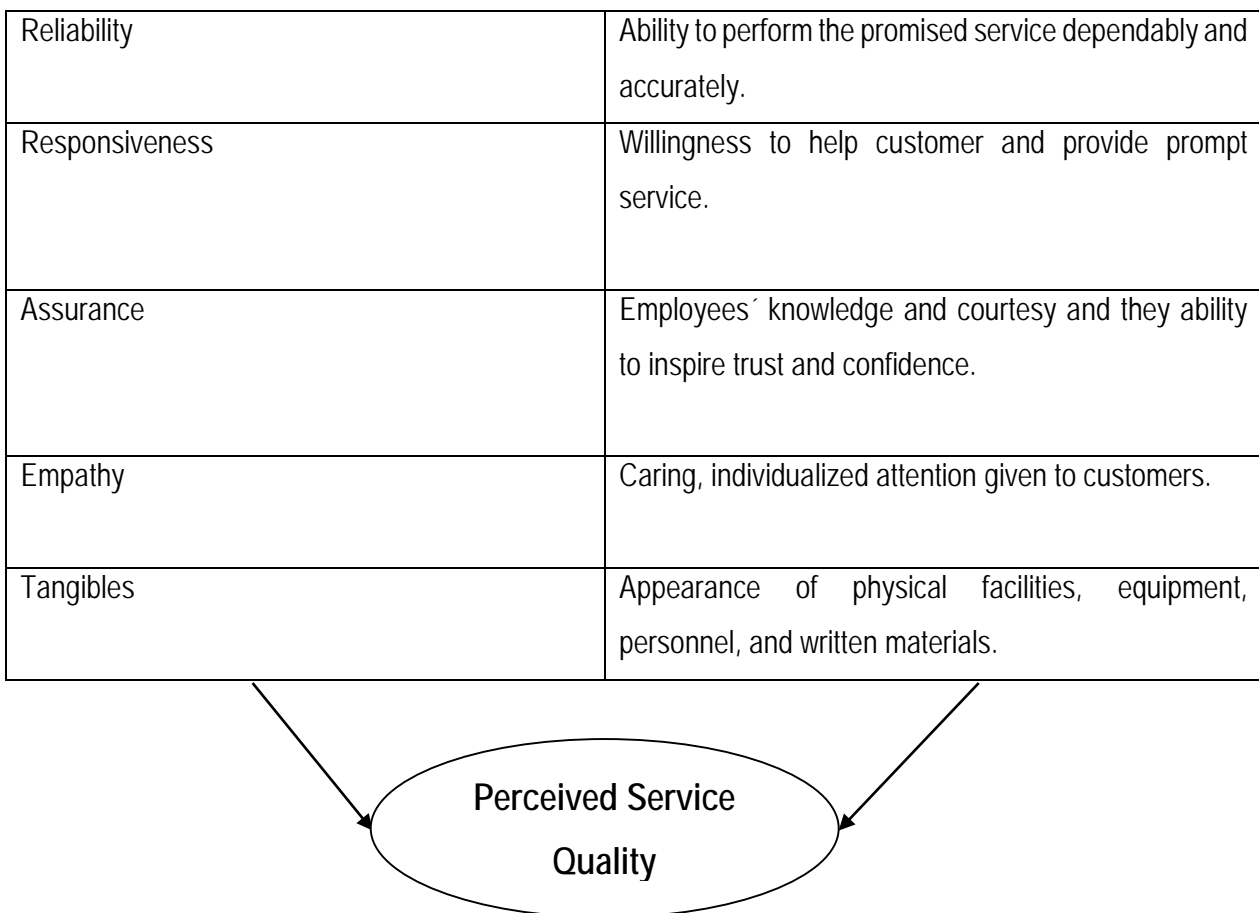 Reliability
Ability to perform the promised service dependably and
accurately.
Responsiveness
Willingness to help customer and provide prompt
service.
Assurance
Employees´ knowledge and courtesy and they ability
to inspire trust and confidence.
Empathy
Caring, individualized attention given to customers.
Tangibles
Appearance of physical facilities, equipment,
personnel, and written materials.
Perceived Service
Quality